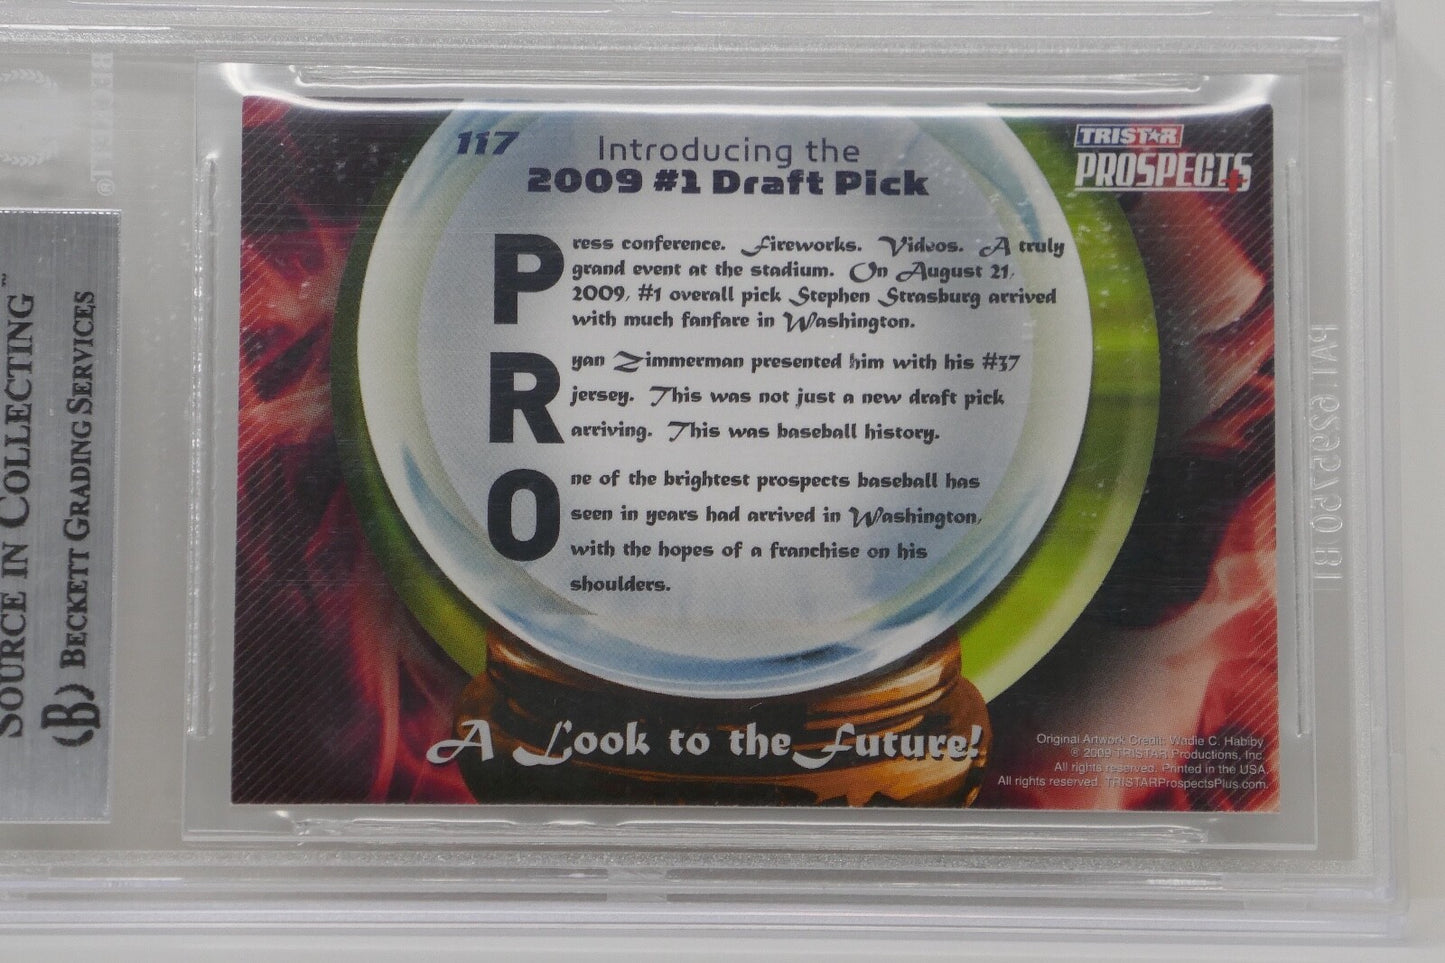 SOURCE IN COLLECTING
BECKETT GRADING SERVICES
(B)
BECKETT®
117
Introducing the
2009 #1 Draft Pick
TRISTAR
PROSPECTS
Press conference. Fireworks. Videos. A truly
grand event at the stadium. On August 21,
2009, #1 overall pick Stephen Strasburg arrived
with much fanfare in Washington.
Ryan Zimmerman presented him with his #37
jersey. This was not just a new draft pick
arriving. This was baseball history.
One of the brightest prospects baseball has
seen in years had arrived in Washington,
with the hopes of a franchise on his
shoulders.
A Look to the Future!
Original Artwork Credit: Wadie C. Habiby
© 2009 TRISTAR Productions, Inc.
All rights reserved. Printed in the USA.
All rights reserved. TRISTARProspectsPlus.com.